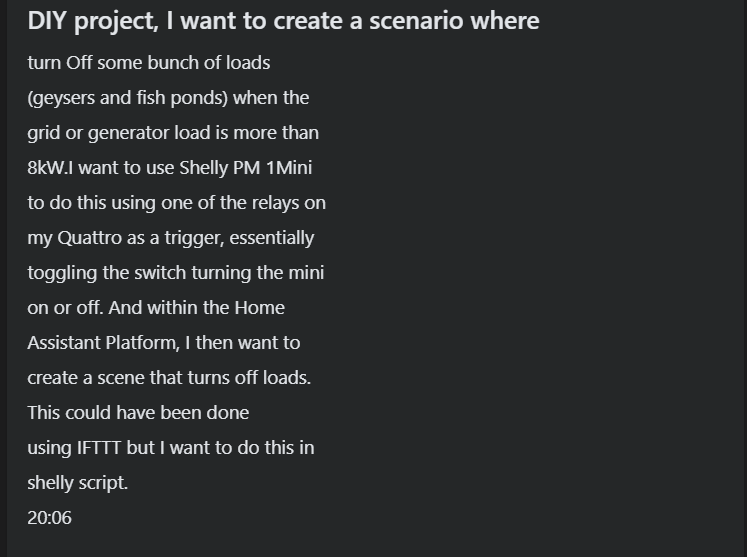 DIY project, I want to create a scenario where
turn Off some bunch of loads
(geysers and fish ponds) when the
grid or generator load is more than
8kW.I want to use Shelly PM 1Mini
to do this using one of the relays on
my Quattro as a trigger, essentially
toggling the switch turning the mini
on or off. And within the Home
Assistant Platform, I then want to
create a scene that turns off loads.
This could have been done
using IFTTT but I want to do this in
shelly script.
20:06